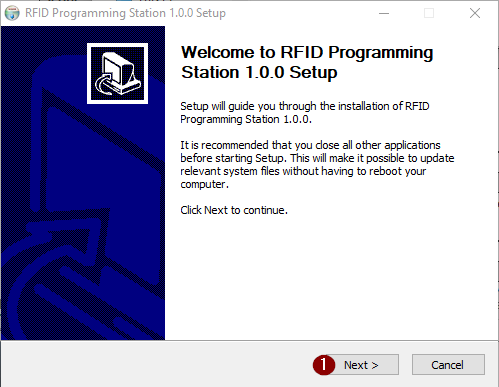 RFID Programming Station 1.0.0 Setup
Welcome to RFID Programming
Station 1.0.0 Setup
Setup will guide you through the installation of RFID
Programming Station 1.0.0.
It is recommended that you close all other applications
before starting Setup. This will make it possible to update
relevant system files without having to reboot your
computer.
Click Next to continue.
1 Next > Cancel